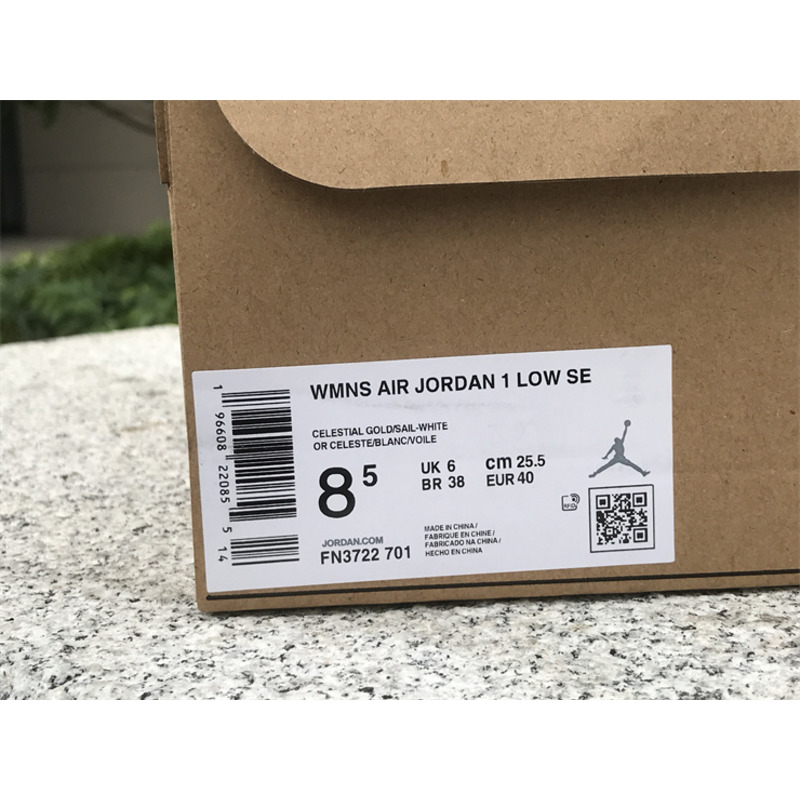 WMNS AIR JORDAN 1 LOW SE
CELESTIAL GOLD/SAIL-WHITE
OR CELESTE/BLANC/VOILE
8 5
UK 6
BR 38
cm 25.5
EUR 40
RFID
JORDAN.COM
FN3722 701
MADE IN CHINA /
FABRIQUE EN CHINE /
FABRICADO NA CHINA /
HECHO EN CHINA
1 96608 22085 5 14